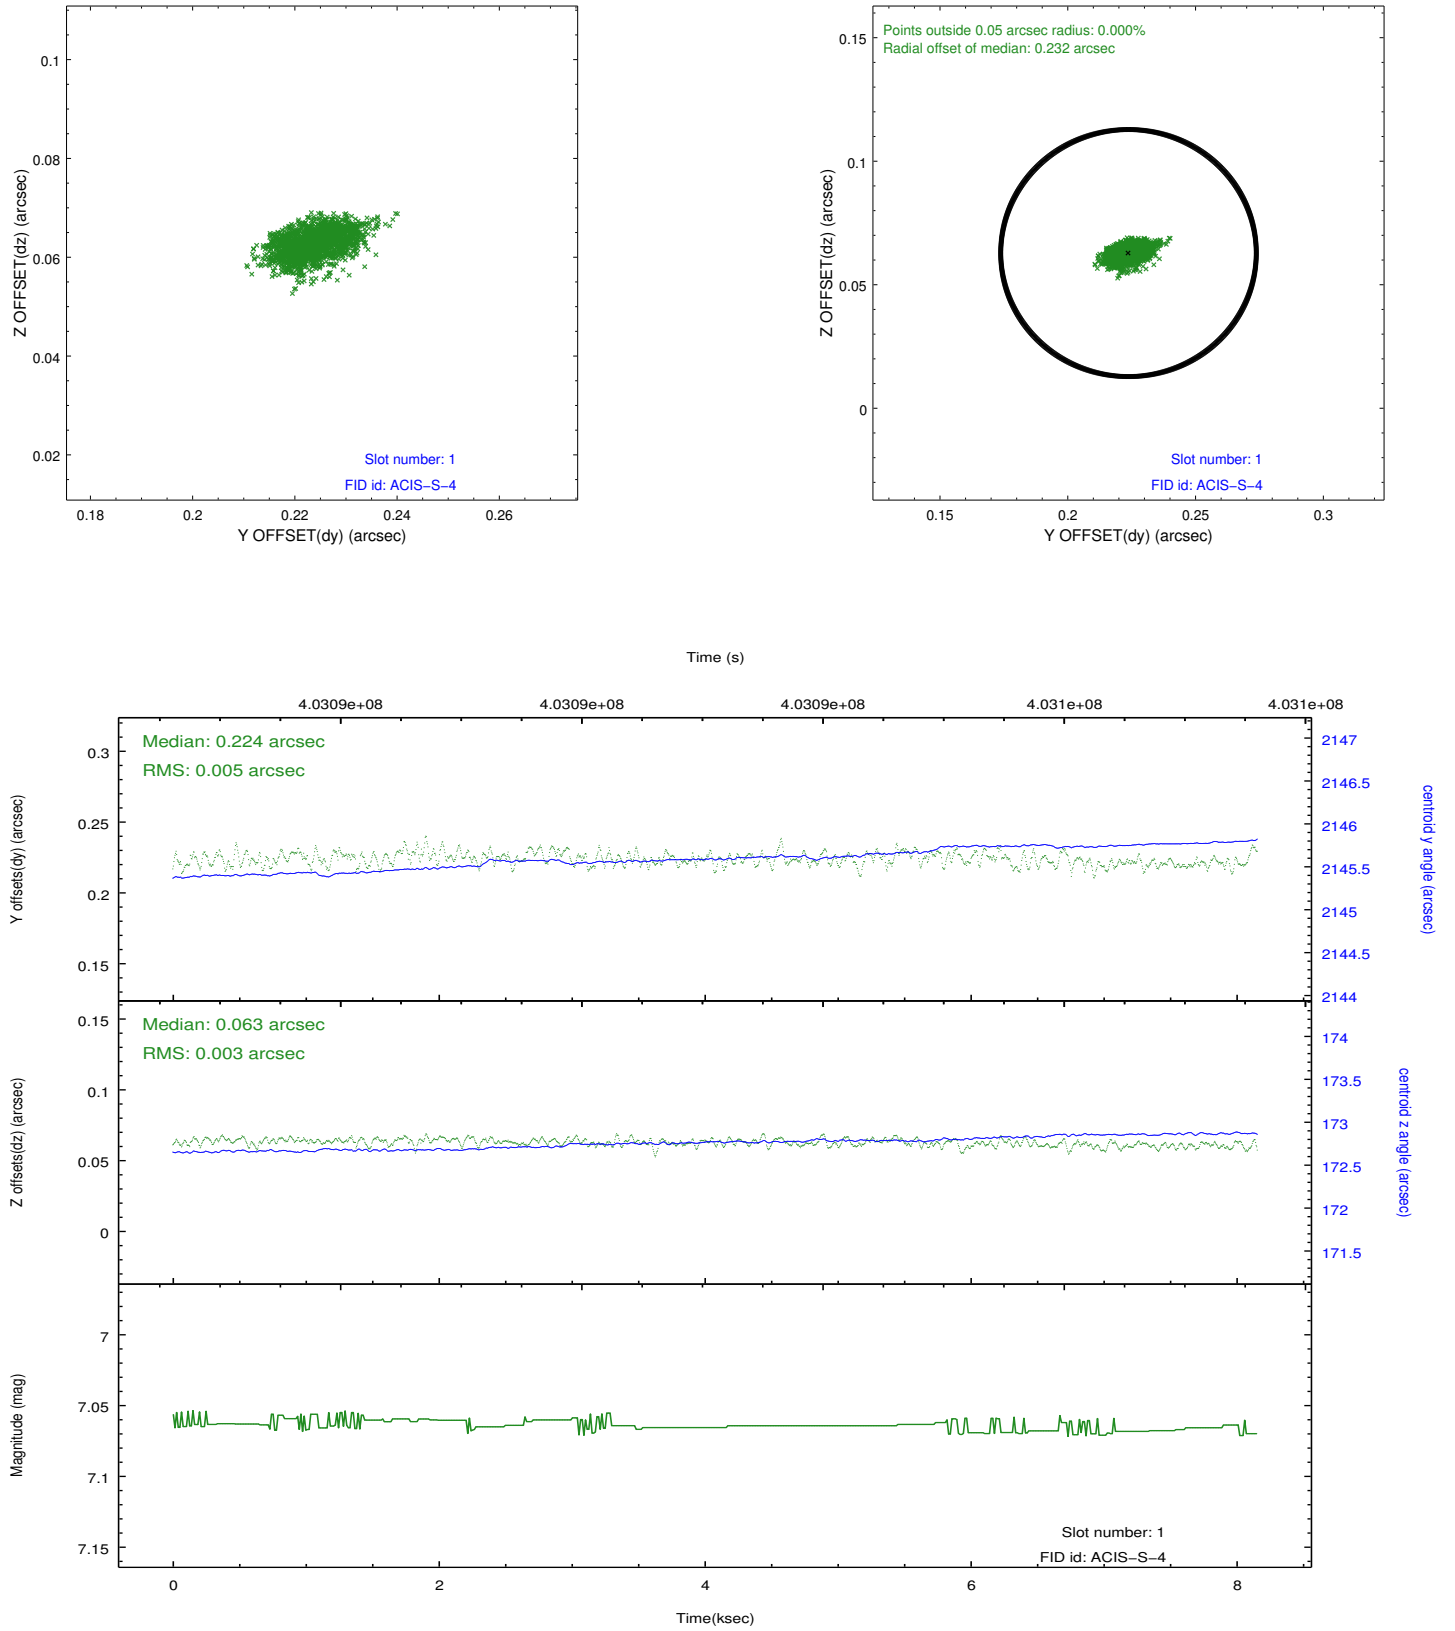 0.1
0.08
0.06
0.04
0.02
Z OFFSET(dz) (arcsec)
Slot number: 1
FID id: ACIS−S−4
0.18 0.2 0.22 0.24 0.26
Y OFFSET(dy) (arcsec)
Points outside 0.05 arcsec radius: 0.000%
Radial offset of median: 0.232 arcsec
0.15
0.1
0.05
0
Z OFFSET(dz) (arcsec)
Slot number: 1
FID id: ACIS−S−4
0.15 0.2 0.25 0.3
Y OFFSET(dy) (arcsec)
Time (s)
4.0309e+08 4.0309e+08 4.0309e+08 4.031e+08 4.031e+08
Median: 0.224 arcsec
RMS: 0.005 arcsec
0.3
0.25
0.2
0.15
Y offsets(dy) (arcsec)
2147
2146.5
2146
2145.5
2145
2144.5
2144
centroid y angle (arcsec)
Median: 0.063 arcsec
RMS: 0.003 arcsec
0.15
0.1
0.05
0
Z offsets(dz) (arcsec)
174
173.5
173
172.5
172
171.5
centroid z angle (arcsec)
7
7.05
7.1
7.15
Magnitude (mag)
Slot number: 1
FID id: ACIS−S−4
0 2 4 6 8
Time(ksec)